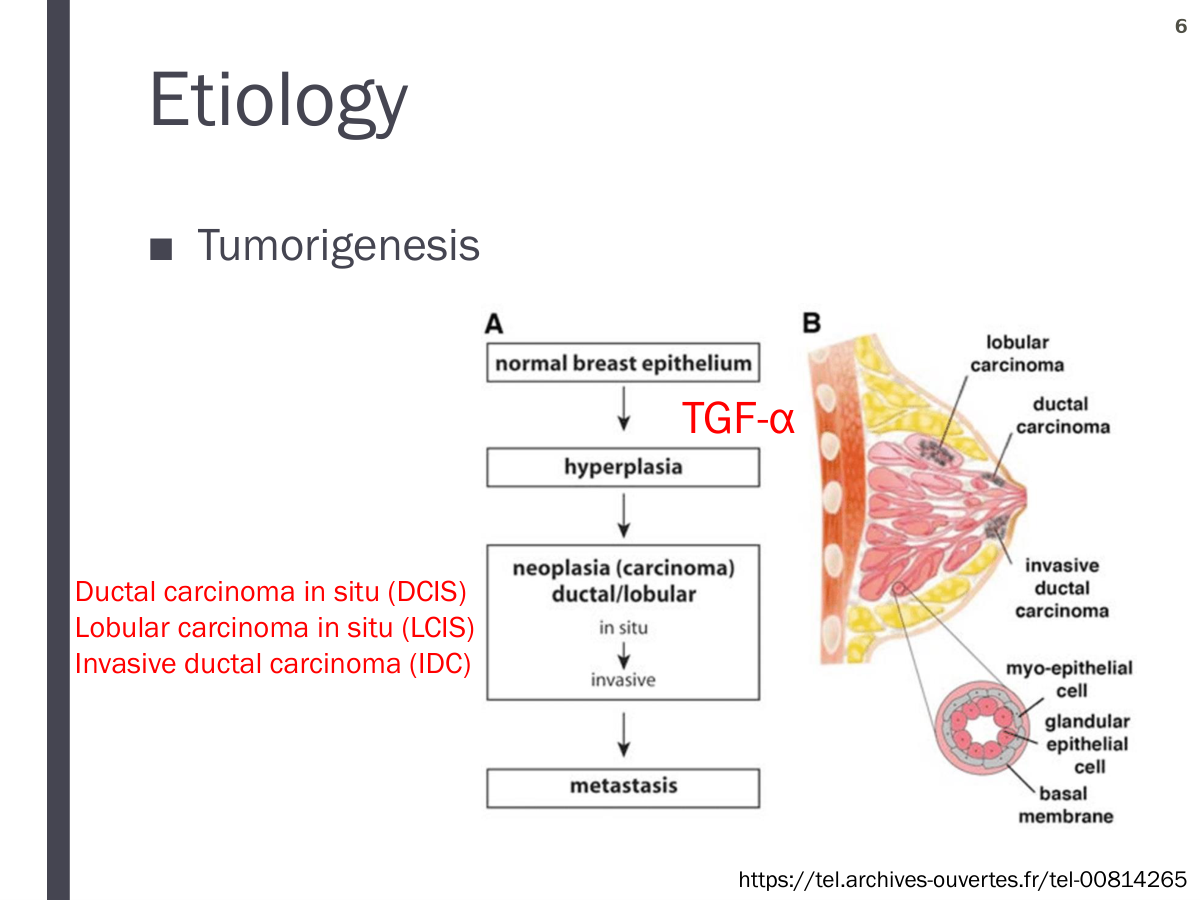 6
Etiology
■ Tumorigenesis
A
normal breast epithelium
TGF-α
hyperplasia
neoplasia (carcinoma)
ductal/lobular
in situ
invasive
metastasis
Ductal carcinoma in situ (DCIS)
Lobular carcinoma in situ (LCIS)
Invasive ductal carcinoma (IDC)
B
lobular
carcinoma
ductal
carcinoma
invasive
ductal
carcinoma
myo-epithelial
cell
glandular
epithelial
cell
basal
membrane
https://tel.archives-ouvertes.fr/tel-00814265